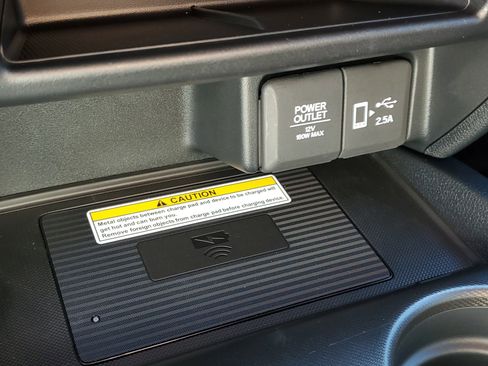 POWER
OUTLET
12V
180W MAX
2.5A
CAUTION
Metal objects between charge pad and device to be charged will
get hot and can burn you.
Remove foreign objects from charge pad before charging device.